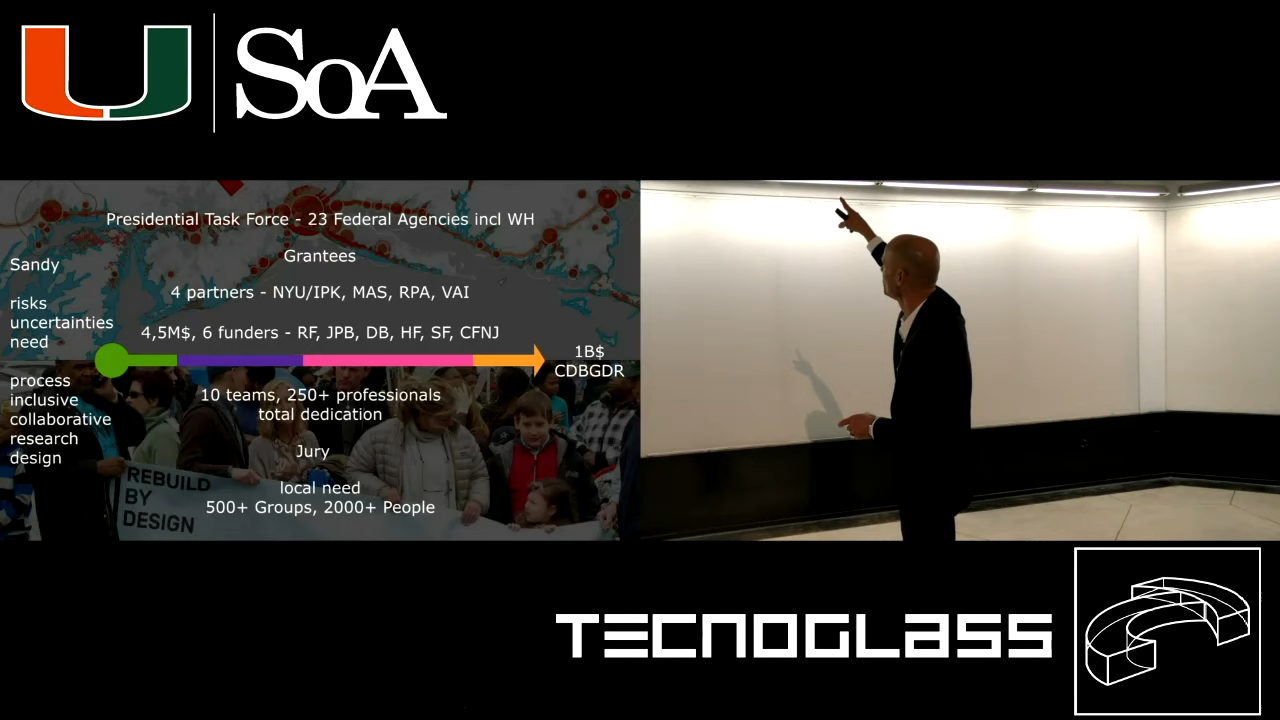 U
SoA
Presidential Task Force - 23 Federal Agencies incl WH
Grantees
4 partners - NYU/IPK, MAS, RPA, VAI
4,5M$, 6 funders - RF, JPB, DB, HF, SF, CFNJ
Sandy
risks
uncertainties
need
process
inclusive
collaborative
research
design
1B$
CDBGDR
10 teams, 250+ professionals
total dedication
Jury
local need
500+ Groups, 2000+ People
REBUILD
BY
DESIGN
TECNOGLASS